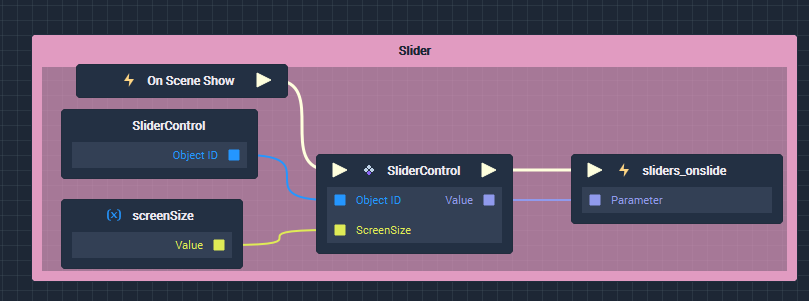 Slider
On Scene Show
SliderControl
Object ID
(x) screenSize
Value
SliderControl
Object ID Value
ScreenSize
sliders_onslide
Parameter